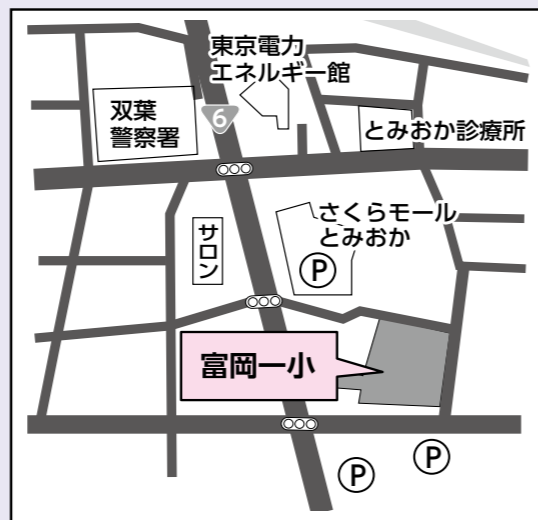 東京電力
エネルギー館
双葉
警察署
6
とみおか診療所
さくらモール
とみおか
サロン
P
富岡一小
P
P